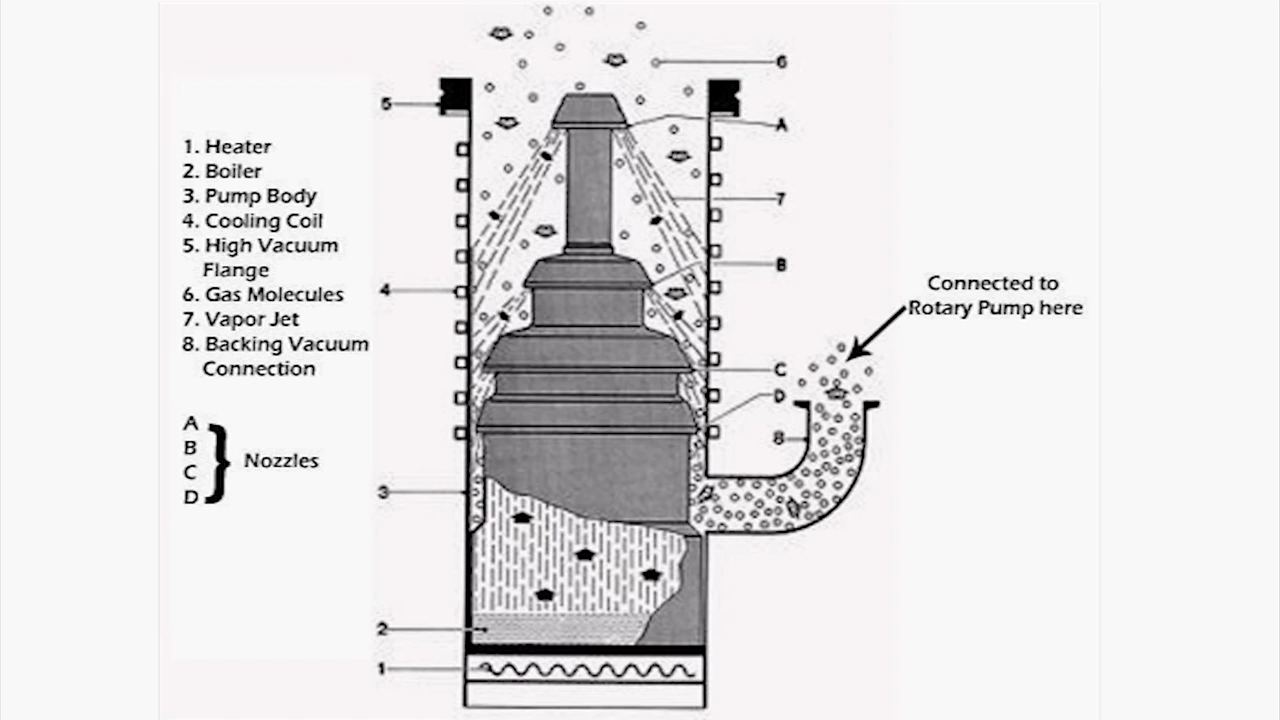 1. Heater
2. Boiler
3. Pump Body
4. Cooling Coil
5. High Vacuum
Flange
6. Gas Molecules
7. Vapor Jet
8. Backing Vacuum
Connection
A
B
C
D
Nozzles
5
4
3
2
1
6
A
7
B
C
D
8
Connected to
Rotary Pump here